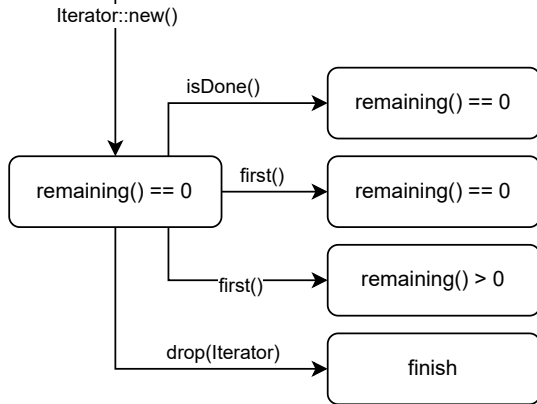 Iterator::new()
isDone()
remaining() == 0
remaining() == 0
first()
remaining() == 0
first()
remaining() > 0
drop(Iterator)
finish